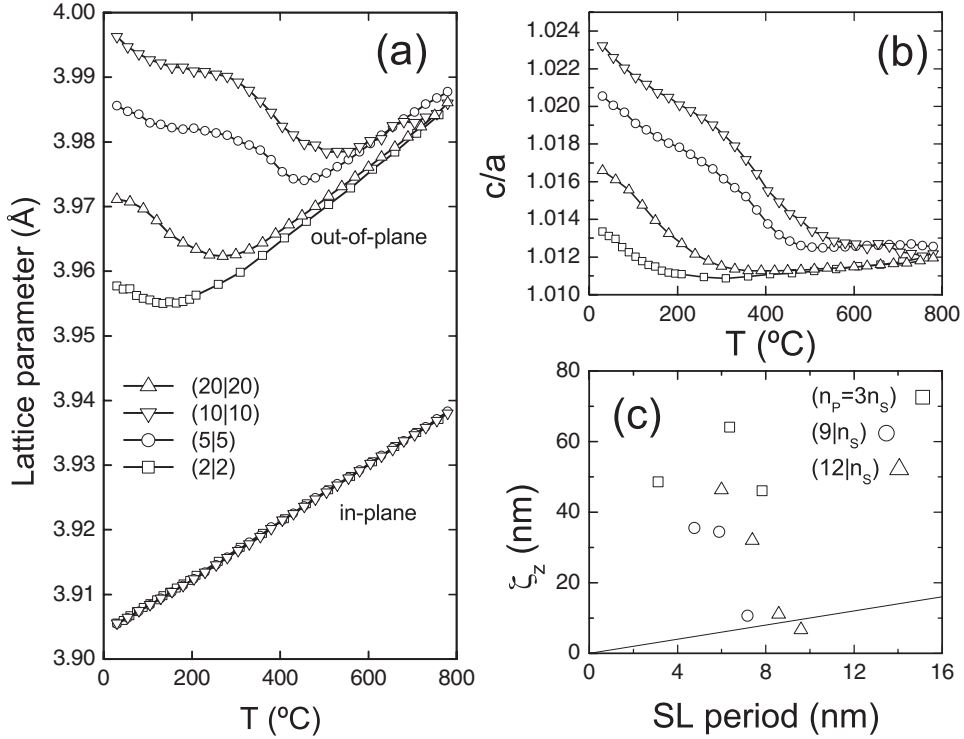 4.00
3.99
3.98
3.97
3.96
3.95
3.94
3.93
3.92
3.91
3.90
Lattice parameter (Å)
(a)
out-of-plane
(20|20)
(10|10)
(5|5)
(2|2)
in-plane
0 200 400 600 800
T (ºC)
1.024
1.022
1.020
1.018
1.016
1.014
1.012
1.010
c/a
(b)
0 200 400 600 800
T (ºC)
80
60
40
20
0
ζz (nm)
(c)
(nP=3nS)
(9|nS)
(12|nS)
0 4 8 12 16
SL period (nm)